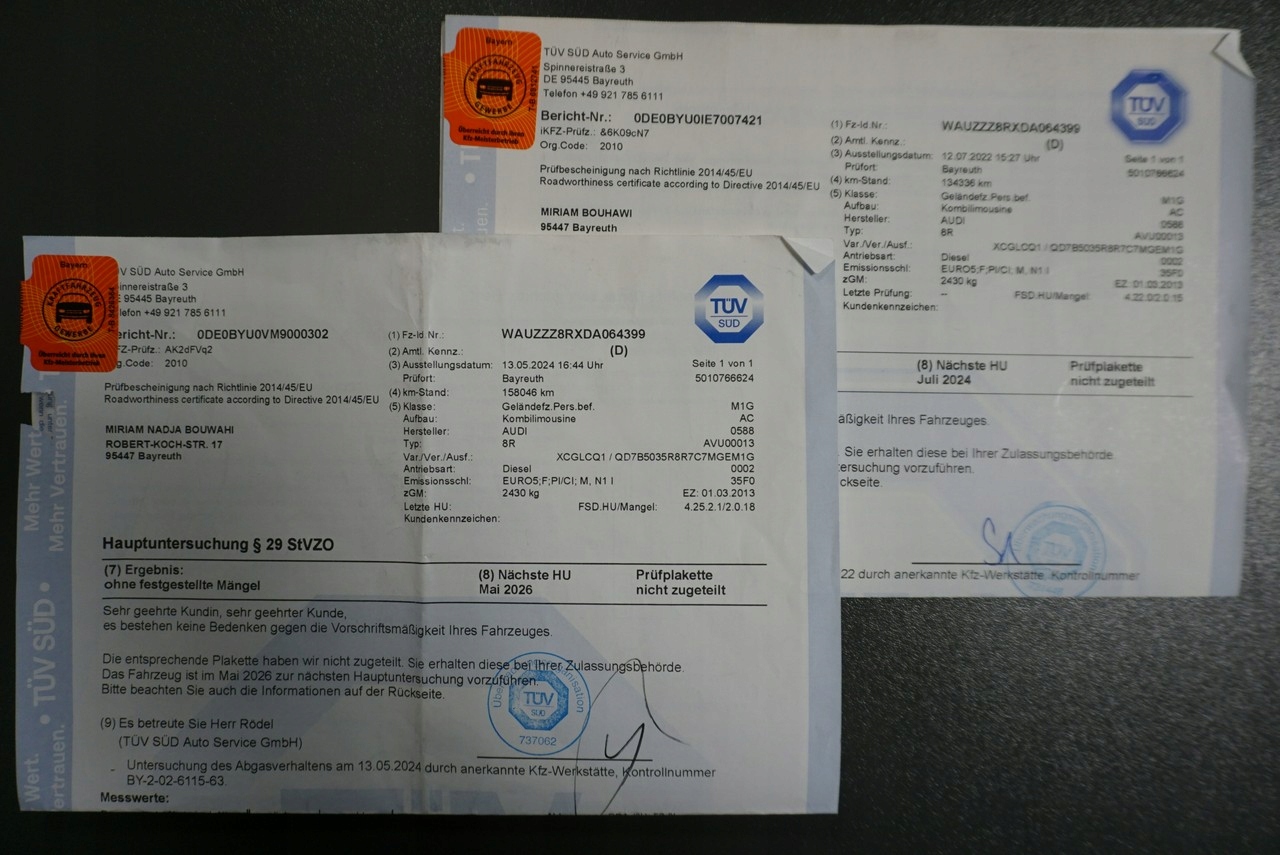 Bayern
KRAFTFAHRZEUG
GEWERBE
Überreicht durch Ihren
Kfz-Meisterbetrieb
TÜV SÜD Auto Service GmbH
Spinnereistraße 3
DE 95445 Bayreuth
Telefon +49 921 785 6111
Bericht-Nr.: 0DE0BYU0IE7007421
iKFZ-Prüfz.: &6K09cN7
Org.Code: 2010
Prüfbescheinigung nach Richtlinie 2014/45/EU
Roadworthiness certificate according to Directive 2014/45/EU
MIRIAM BOUHAWI
95447 Bayreuth
TÜV
SÜD
(1) Fz-Id.Nr.: WAUZZZ8RXDA064399
(2) Amtl. Kennz.: (D)
(3) Ausstellungsdatum: 12.07.2022 15:27 Uhr Seite 1 von 1
Prüfort: Bayreuth 5010766624
(4) km-Stand: 134336 km
(5) Klasse: Geländefz.Pers.bef. M1G
Aufbau: Kombilimousine AC
Hersteller: AUDI 0588
Typ: 8R AVU00013
Var./Ver./Ausf.: XCGLCQ1 / QD7B5035R8R7C7MGEM1G
Antriebsart: Diesel 0002
Emissionsschl: EURO5;F;PI/CI; M, N1 I 35F0
zGM: 2430 kg EZ: 01.03.2013
Letzte Prüfung: -- FSD.HU/Mangel: 4.22.0/2.0.15
Kundenkennzeichen:
(8) Nächste HU Prüfplakette
Juli 2024 nicht zugeteilt
äßigkeit Ihres Fahrzeuges.
Sie erhalten diese bei Ihrer Zulassungsbehörde.
ersuchung vorzuführen.
ckseite.
22 durch anerkannte Kfz-Werkstätte, Kontrollnummer
Bayern
KRAFTFAHRZEUG
GEWERBE
Überreicht durch Ihren
Kfz-Meisterbetrieb
ÜV SÜD Auto Service GmbH
pinnereistraße 3
E 95445 Bayreuth
elefon +49 921 785 6111
ericht-Nr.: 0DE0BYU0VM9000302
FZ-Prüfz.: AK2dFVq2
rg.Code: 2010
Prüfbescheinigung nach Richtlinie 2014/45/EU
Roadworthiness certificate according to Directive 2014/45/EU
MIRIAM NADJA BOUWAHI
ROBERT-KOCH-STR. 17
95447 Bayreuth
TÜV
SÜD
(1) Fz-Id.Nr.: WAUZZZ8RXDA064399
(2) Amtl. Kennz.: (D)
(3) Ausstellungsdatum: 13.05.2024 16:44 Uhr Seite 1 von 1
Prüfort: Bayreuth 5010766624
(4) km-Stand: 158046 km
(5) Klasse: Geländefz.Pers.bef. M1G
Aufbau: Kombilimousine AC
Hersteller: AUDI 0588
Typ: 8R AVU00013
Var./Ver./Ausf.: XCGLCQ1 / QD7B5035R8R7C7MGEM1G
Antriebsart: Diesel 0002
Emissionsschl: EURO5;F;PI/CI; M, N1 I 35F0
zGM: 2430 kg EZ: 01.03.2013
Letzte HU: FSD.HU/Mangel: 4.25.2.1/2.0.18
Kundenkennzeichen:
Hauptuntersuchung § 29 StVZO
(7) Ergebnis: (8) Nächste HU Prüfplakette
ohne festgestellte Mängel Mai 2026 nicht zugeteilt
Sehr geehrte Kundin, sehr geehrter Kunde,
es bestehen keine Bedenken gegen die Vorschriftsmäßigkeit Ihres Fahrzeuges.
Die entsprechende Plakette haben wir nicht zugeteilt. Sie erhalten diese bei Ihrer Zulassungsbehörde.
Das Fahrzeug ist im Mai 2026 zur nächsten Hauptuntersuchung vorzuführen.
Bitte beachten Sie auch die Informationen auf der Rückseite.
TÜV
SÜD
737062
(9) Es betreute Sie Herr Rödel
(TÜV SÜD Auto Service GmbH)
- Untersuchung des Abgasverhaltens am 13.05.2024 durch anerkannte Kfz-Werkstätte, Kontrollnummer
BY-2-02-6115-63.
Messwerte:
Mehr Wert.
Mehr Vertrauen.
TÜV SÜD
Wert.
ertrauen.